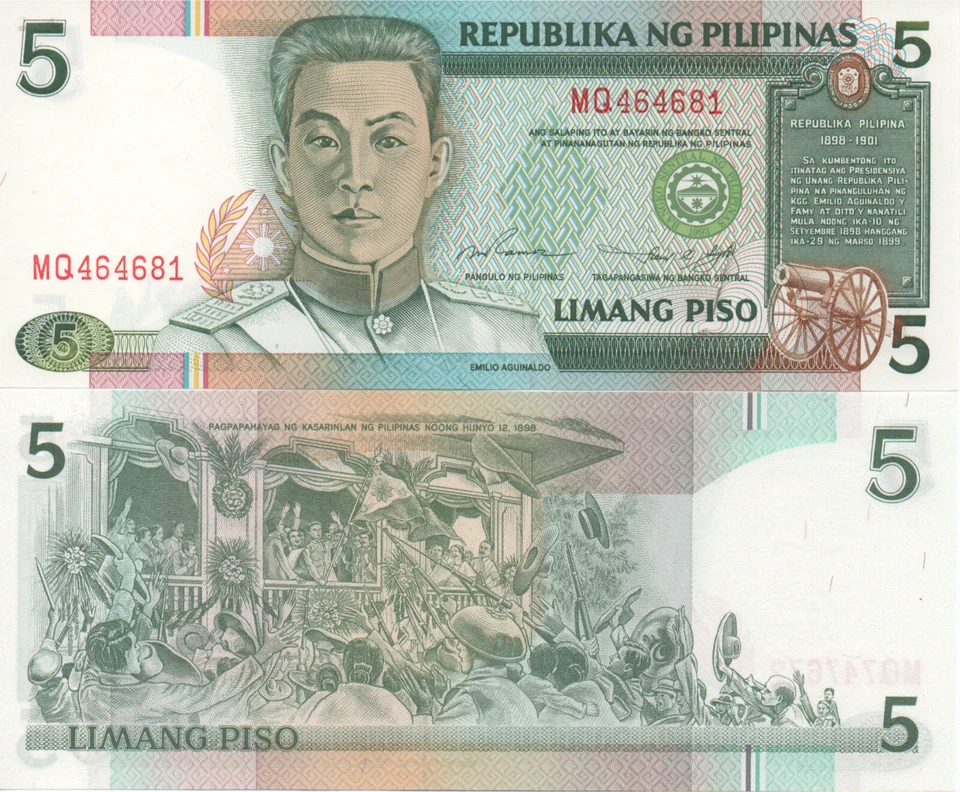 5
REPUBLIKA NG PILIPINAS
5
MQ464681
ANG SALAPING ITO AY BAYARIN NG BANGKO SENTRAL
AT PINANANAGUTAN NG REPUBLIKA NG PILIPINAS
REPUBLIKA PILIPINA
1898-1901
SA KUMBENTONG ITO
ITINATAG ANG PRESIDENSIYA
NG UNANG REPUBLIKA PILI-
PINA NA PINANGULUHAN NG
KGG. EMILIO AGUINALDO Y
FAMY AT DITO Y NANATILI
MULA NOONG IKA-10 NG
SETYEMBRE 1898 HANGGANG
IKA-29 NG MARSO 1899.
1993
MQ464681
PANGULO NG PILIPINAS
TAGAPANGASIWA NG BANGKO SENTRAL
LIMANG PISO
5
5
EMILIO AGUINALDO
PAGPAPAHAYAG NG KASARINLAN NG PILIPINAS NOONG HUNYO 12, 1898
5
5
LIMANG PISO
5